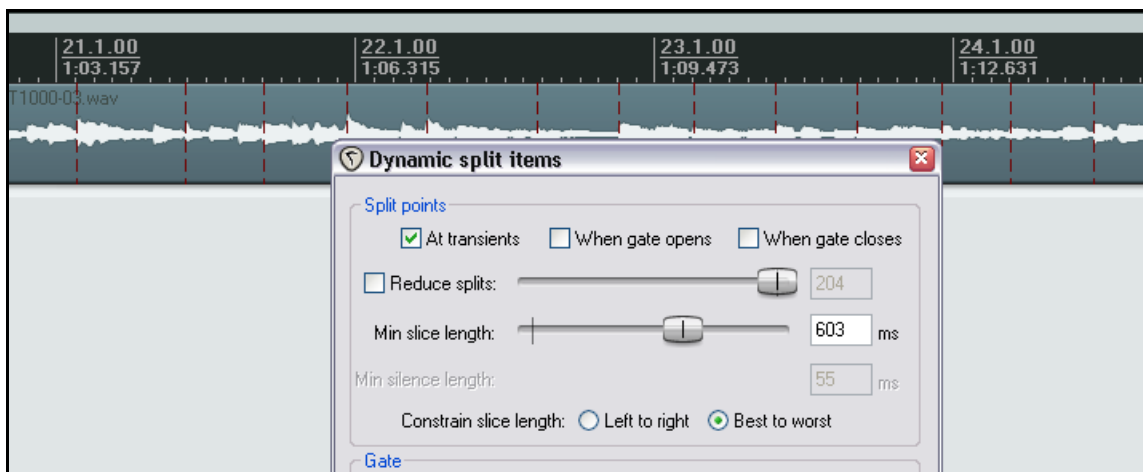 21.1.00 22.1.00 23.1.00 24.1.00
1:03.157 1:06.315 1:09.473 1:12.631
T1000-03.wav
Dynamic split items
Split points
At transients When gate opens When gate closes
Reduce splits: 204
Min slice length: 603 ms
Min silence length: 55 ms
Constrain slice length: Left to right Best to worst
Gate